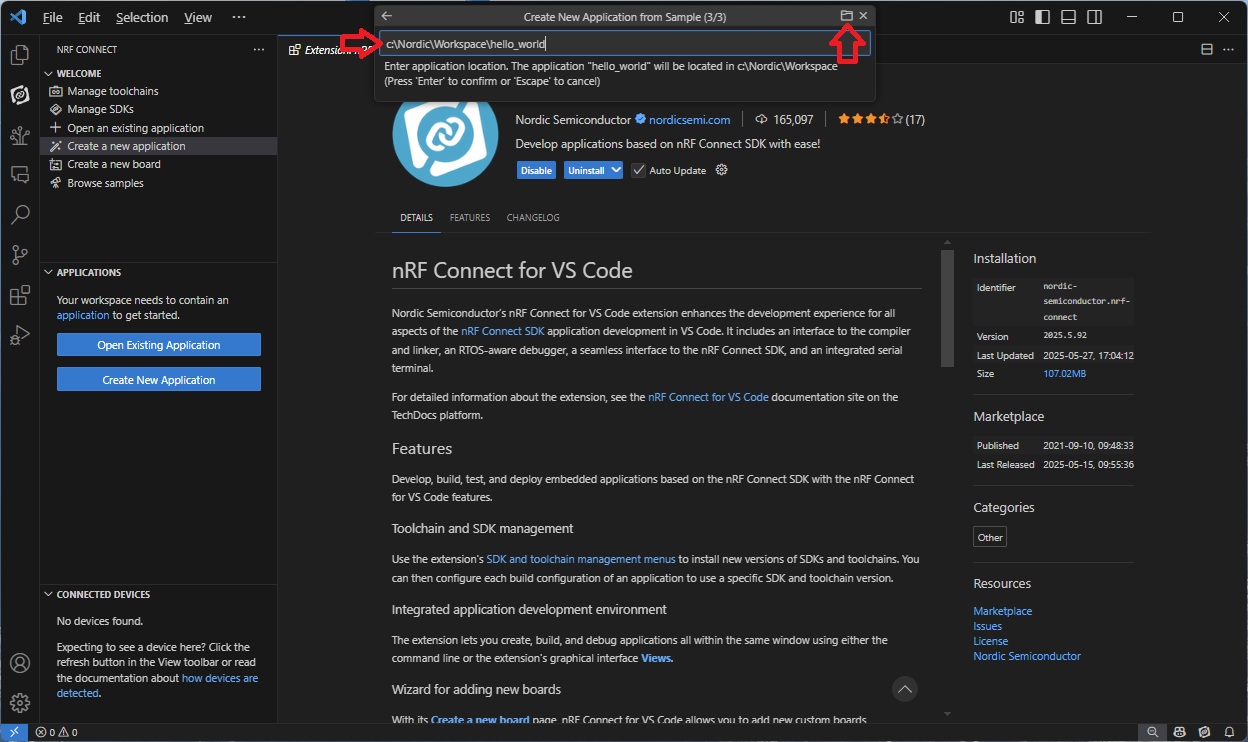 File Edit Selection View ···
Create New Application from Sample (3/3)
c:\Nordic\Workspace\hello_world
Enter application location. The application "hello_world" will be located in c:\Nordic\Workspace
(Press 'Enter' to confirm or 'Escape' to cancel)
NRF CONNECT ···
WELCOME
Manage toolchains
Manage SDKs
Open an existing application
Create a new application
Create a new board
Browse samples
APPLICATIONS
Your workspace needs to contain an
application to get started.
Open Existing Application
Create New Application
CONNECTED DEVICES
No devices found.
Expecting to see a device here? Click the
refresh button in the View toolbar or read
the documentation about how devices are
detected.
Nordic Semiconductor nordicsemi.com 165,097 (17)
Develop applications based on nRF Connect SDK with ease!
Disable Uninstall Auto Update
DETAILS FEATURES CHANGELOG
nRF Connect for VS Code
Nordic Semiconductor's nRF Connect for VS Code extension enhances the development experience for all
aspects of the nRF Connect SDK application development in VS Code. It includes an interface to the compiler
and linker, an RTOS-aware debugger, a seamless interface to the nRF Connect SDK, and an integrated serial
terminal.
For detailed information about the extension, see the nRF Connect for VS Code documentation site on the
TechDocs platform.
Features
Develop, build, test, and deploy embedded applications based on the nRF Connect SDK with the nRF Connect
for VS Code features.
Toolchain and SDK management
Use the extension's SDK and toolchain management menus to install new versions of SDKs and toolchains. You
can then configure each build configuration of an application to use a specific SDK and toolchain version.
Integrated application development environment
The extension lets you create, build, and debug applications all within the same window using either the
command line or the extension's graphical interface Views.
Wizard for adding new boards
With its Create a new board page, nRF Connect for VS Code allows you to add new custom boards
Installation
Identifier nordic-
semiconductor.nrf-
connect
Version 2025.5.92
Last Updated 2025-05-27, 17:04:12
Size 107.02MB
Marketplace
Published 2021-09-10, 09:48:33
Last Released 2025-05-15, 09:55:36
Categories
Other
Resources
Marketplace
Issues
License
Nordic Semiconductor
0 0